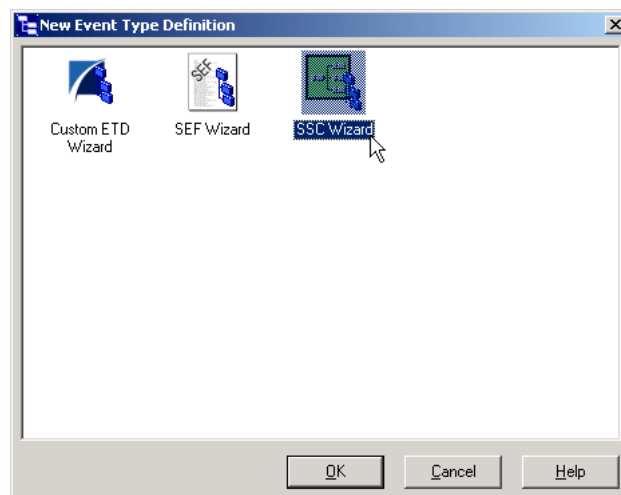 New Event Type Definition
SEF
Custom ETD
Wizard
SEF Wizard
SSC Wizard
OK
Cancel
Help